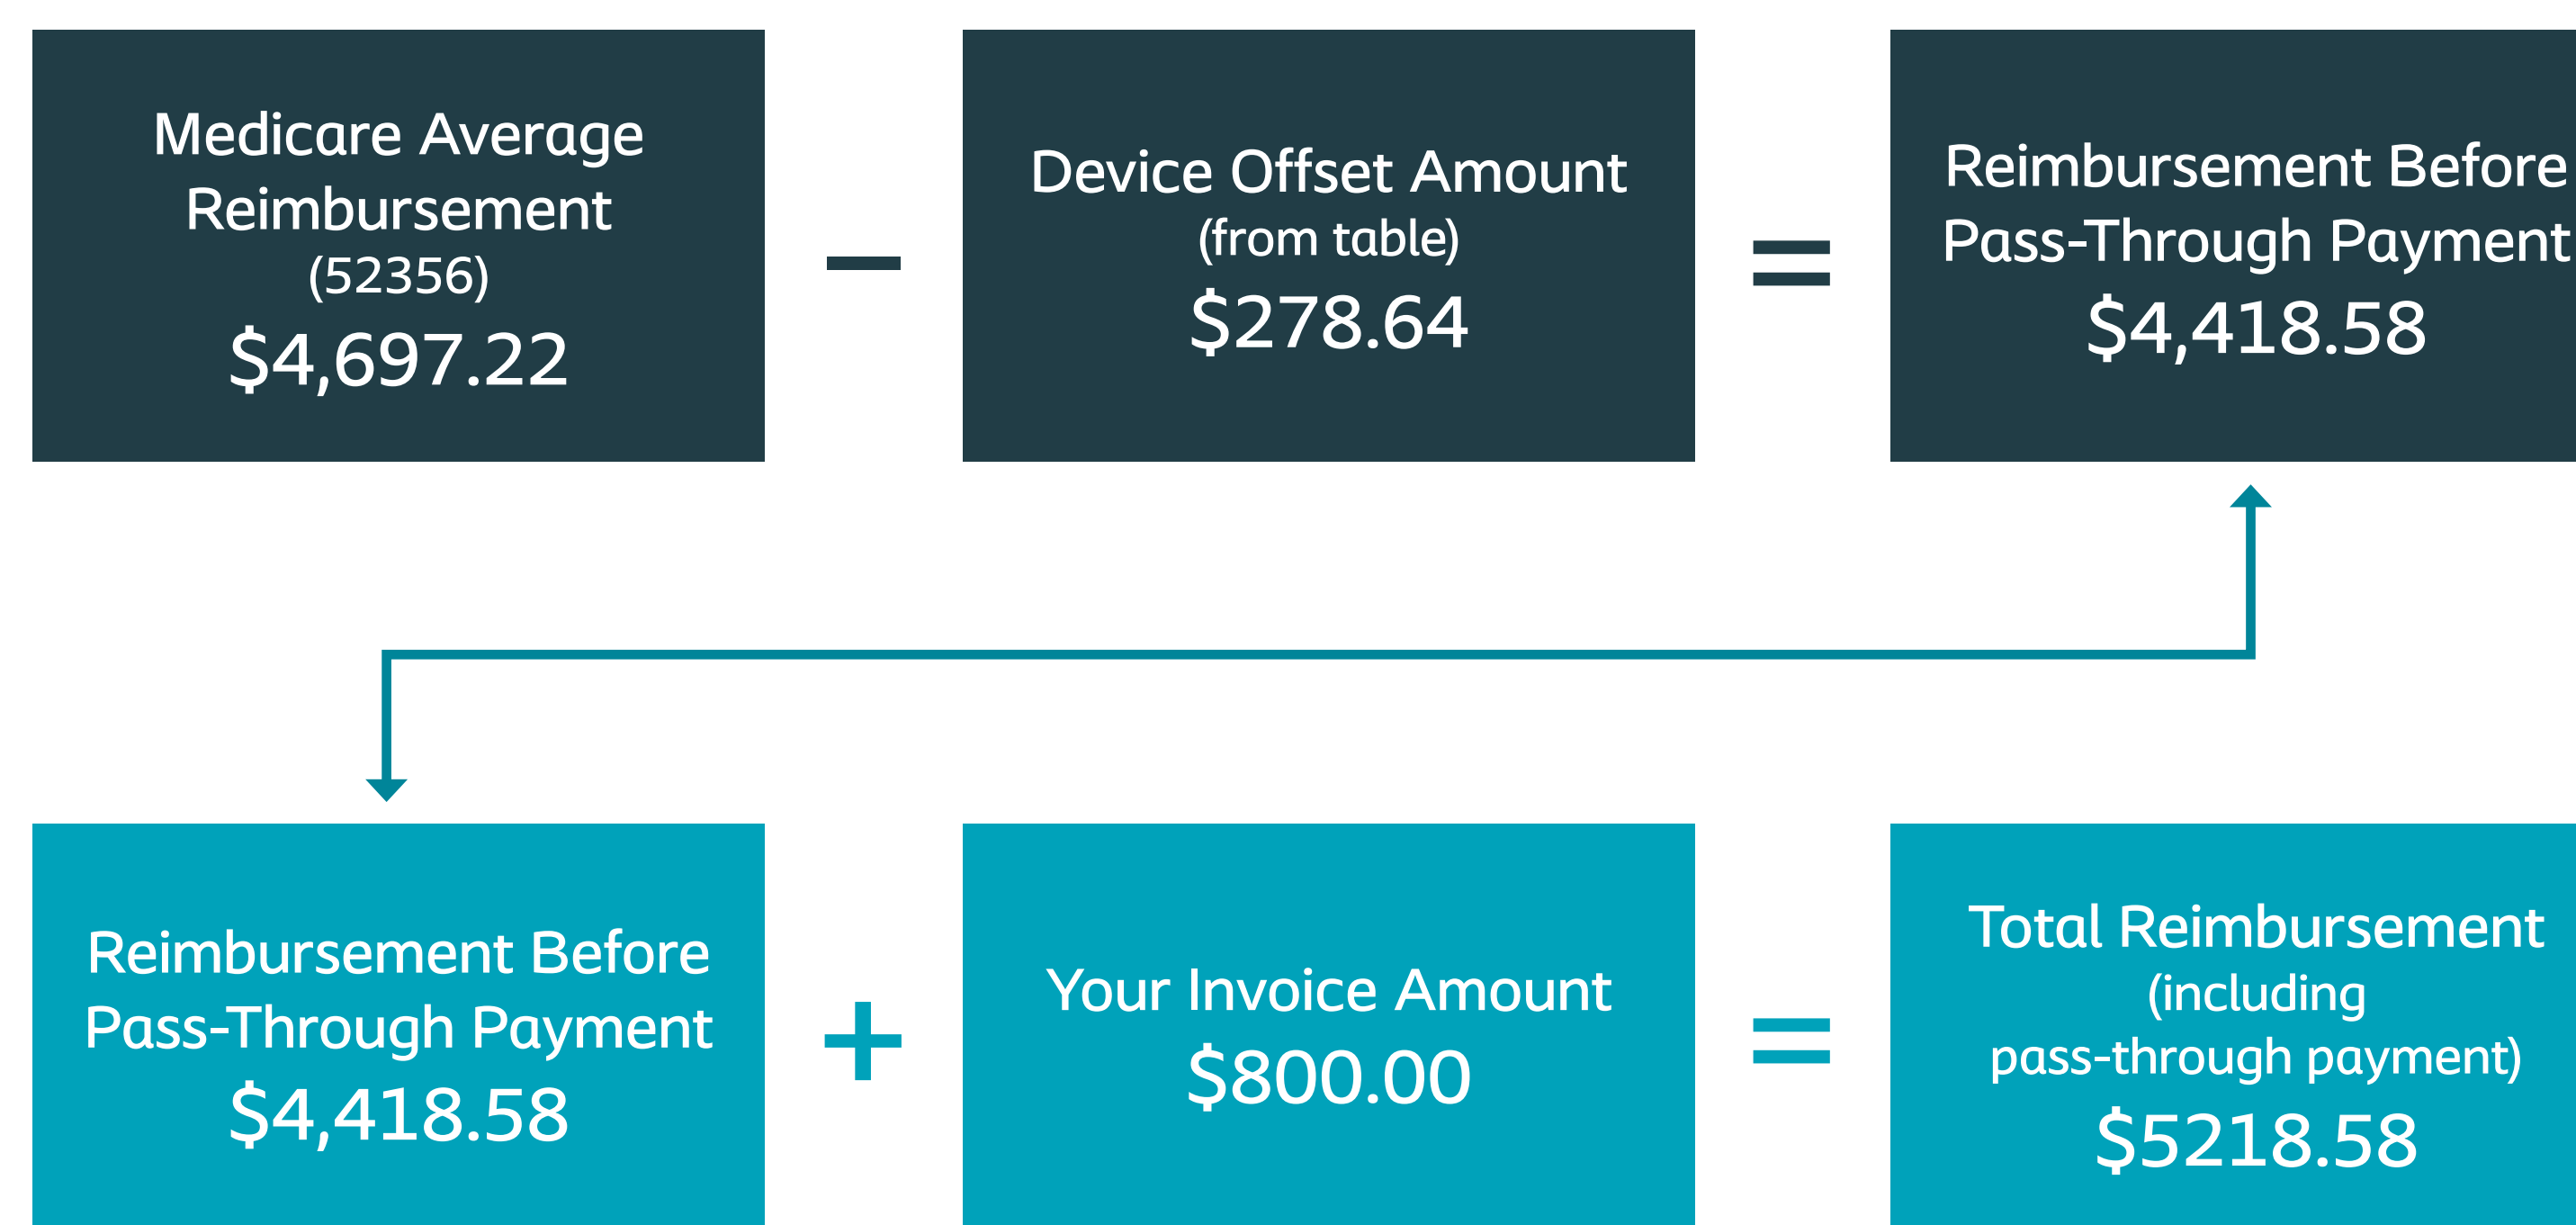 Medicare Average
Reimbursement
(52356)
$4,697.22
−
Device Offset Amount
(from table)
$278.64
=
Reimbursement Before
Pass-Through Payment
$4,418.58
Reimbursement Before
Pass-Through Payment
$4,418.58
+
Your Invoice Amount
$800.00
=
Total Reimbursement
(including
pass-through payment)
$5218.58